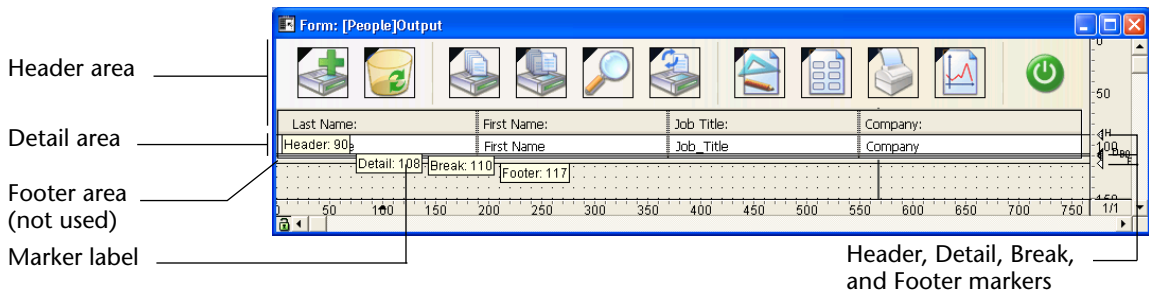 Form: [People]Output
Header area
0
50
Last Name: First Name: Job Title: Company:
Detail area
H
Header: 90 First Name Job_Title Company
100
Detail: 108 Break: 110 Footer: 117
F
Footer area
(not used)
150
0 50 100 150 200 250 300 350 400 450 500 550 600 650 700 750 1/1
Marker label
Header, Detail, Break,
and Footer markers